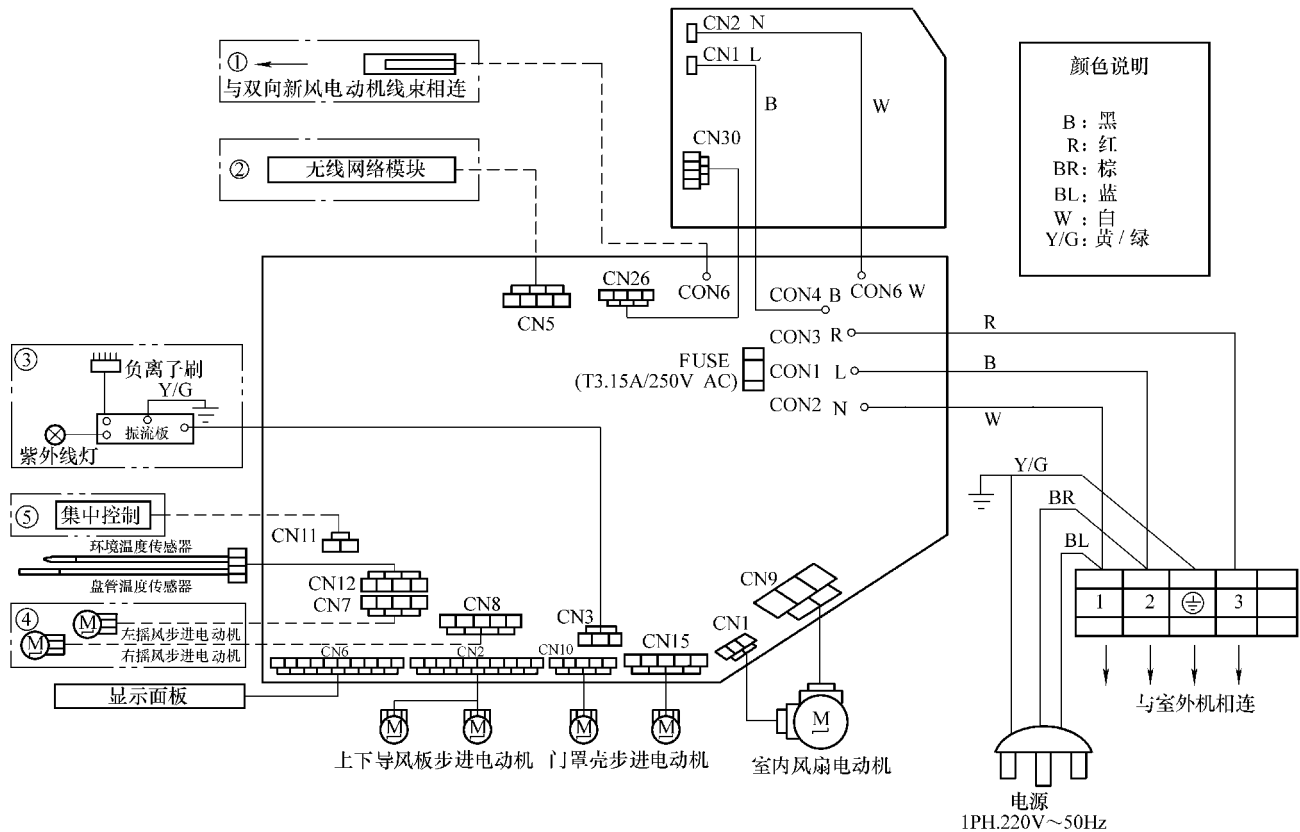 CN2 N
CN1 L
B
W
CN30
①
与双向新风电动机线束相连
②
无线网络模块
颜色说明
B：黑
R：红
BR：棕
BL：蓝
W：白
Y/G：黄/绿
CN5
CN26
CON6
CON4 B
CON6 W
CON3 R
R
FUSE
(T3.15A/250V AC)
CON1 L
B
CON2 N
W
③
负离子刷
Y/G
振流板
紫外线灯
⑤
集中控制
CN11
环境温度传感器
盘管温度传感器
CN12
CN7
④
M
左摇风步进电动机
M
右摇风步进电动机
CN8
CN3
CN9
CN1
CN6
CN2
CN10
CN15
显示面板
M
M
M
M
M
上下导风板步进电动机
门罩壳步进电动机
室内风扇电动机
Y/G
BR
BL
1
2
3
与室外机相连
电源
1PH.220V～50Hz